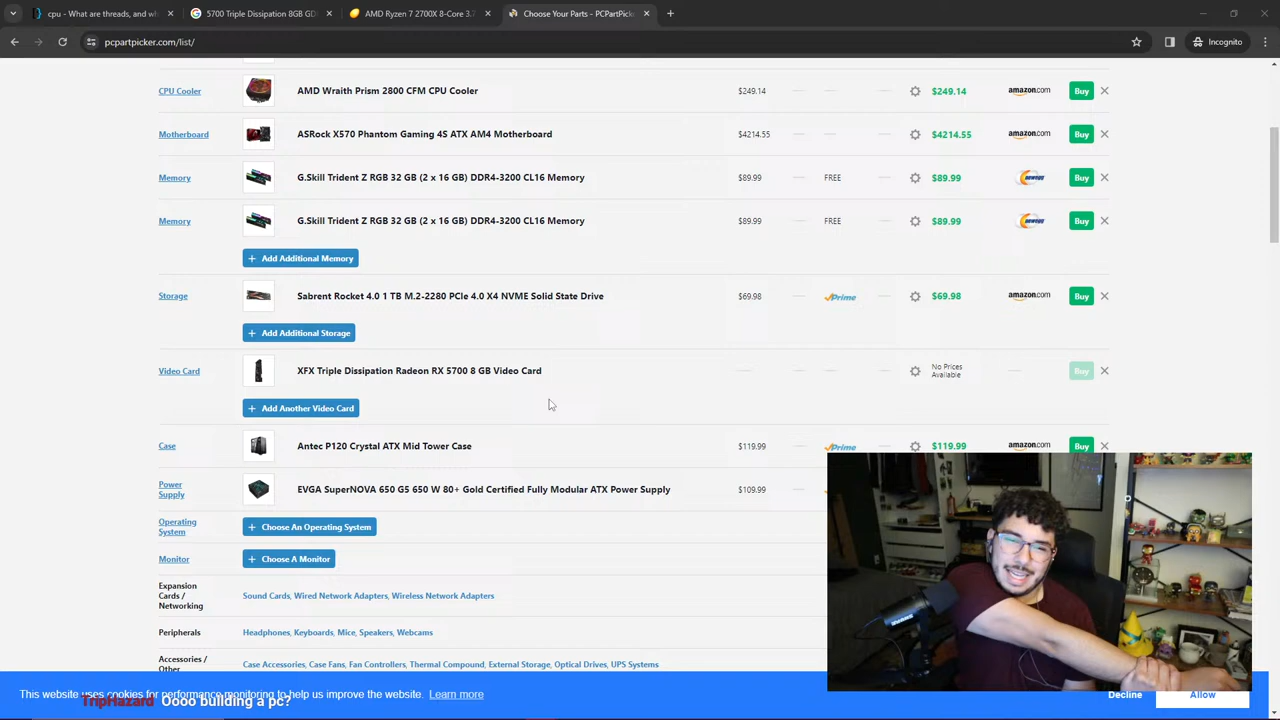 cpu - What are threads, and wh
5700 Triple Dissipation 8GB GD
AMD Ryzen 7 2700X 8-Core 3.7
Choose Your Parts - PCPartPicker
pcpartpicker.com/list/
Incognito
CPU Cooler AMD Wraith Prism 2800 CFM CPU Cooler $249.14 $249.14 amazon.com Buy
Motherboard ASRock X570 Phantom Gaming 4S ATX AM4 Motherboard $4214.55 $4214.55 amazon.com Buy
Memory G.Skill Trident Z RGB 32 GB (2 x 16 GB) DDR4-3200 CL16 Memory $89.99 FREE $89.99 newegg Buy
Memory G.Skill Trident Z RGB 32 GB (2 x 16 GB) DDR4-3200 CL16 Memory $89.99 FREE $89.99 newegg Buy
+ Add Additional Memory
Storage Sabrent Rocket 4.0 1 TB M.2-2280 PCIe 4.0 X4 NVME Solid State Drive $69.98 Prime $69.98 amazon.com Buy
+ Add Additional Storage
Video Card XFX Triple Dissipation Radeon RX 5700 8 GB Video Card No Prices Buy
Available
+ Add Another Video Card
Case Antec P120 Crystal ATX Mid Tower Case $119.99 Prime $119.99 amazon.com Buy
Power
Supply EVGA SuperNOVA 650 G5 650 W 80+ Gold Certified Fully Modular ATX Power Supply $109.99
Operating
System + Choose An Operating System
Monitor + Choose A Monitor
Expansion
Cards /
Networking Sound Cards, Wired Network Adapters, Wireless Network Adapters
Peripherals Headphones, Keyboards, Mice, Speakers, Webcams
Accessories /
Other Case Accessories, Case Fans, Fan Controllers, Thermal Compound, External Storage, Optical Drives, UPS Systems
This website uses cookies for performance monitoring to help us improve the website. Learn more Decline Allow
TripHazard Oooo building a pc?